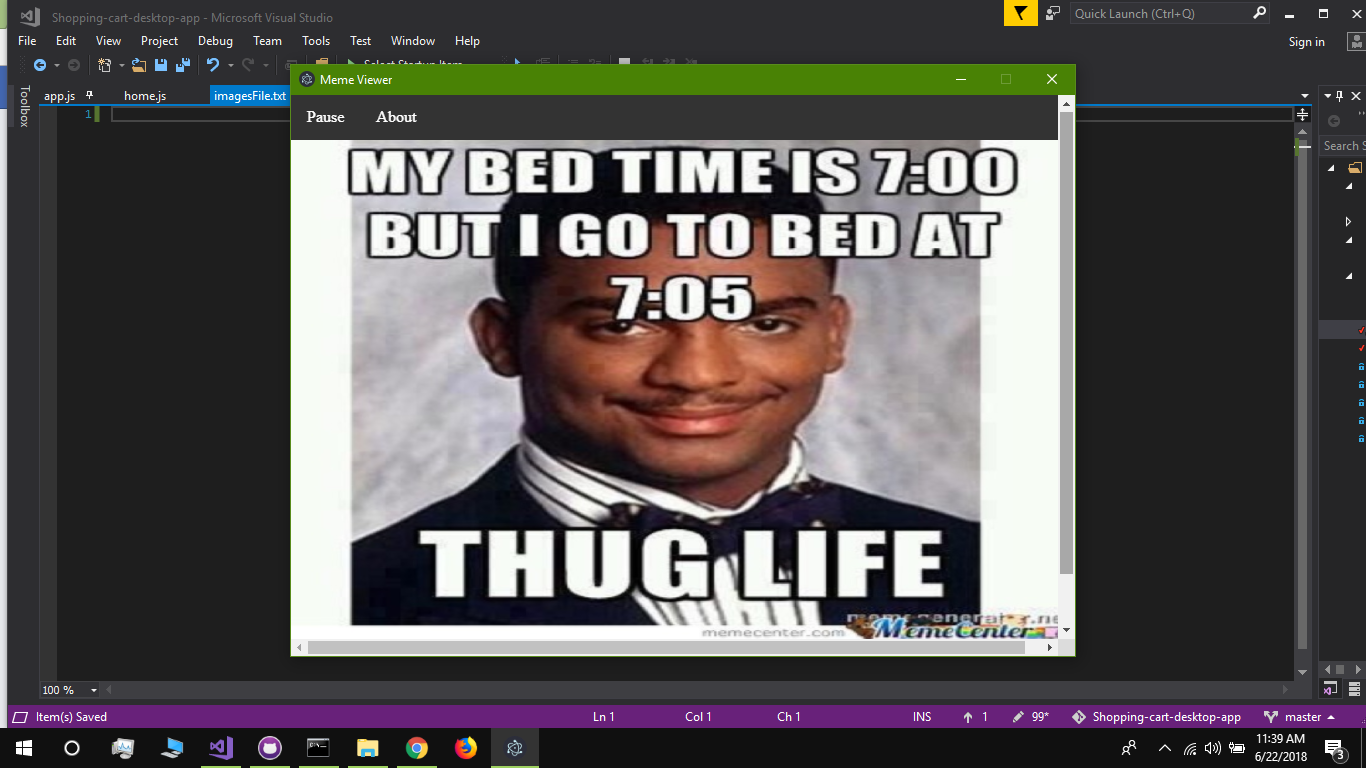 Shopping-cart-desktop-app - Microsoft Visual Studio
Quick Launch (Ctrl+Q)
File Edit View Project Debug Team Tools Test Window Help
Sign in
Toolbox
app.js home.js imagesFile.txt
1
Search S
Meme Viewer
Pause About
MY BED TIME IS 7:00
BUT I GO TO BED AT
7:05
THUG LIFE
memecenter.com MemeCenter
100 %
Item(s) Saved Ln 1 Col 1 Ch 1 INS 1 99* Shopping-cart-desktop-app master
11:39 AM
6/22/2018
3